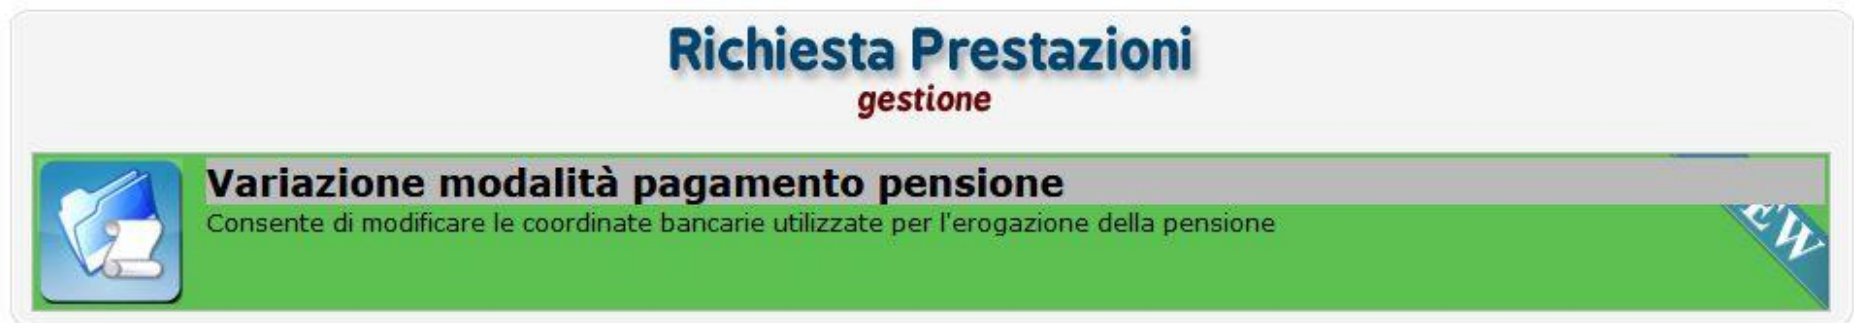 Richiesta Prestazioni
gestione
Variazione modalità pagamento pensione
Consente di modificare le coordinate bancarie utilizzate per l'erogazione della pensione